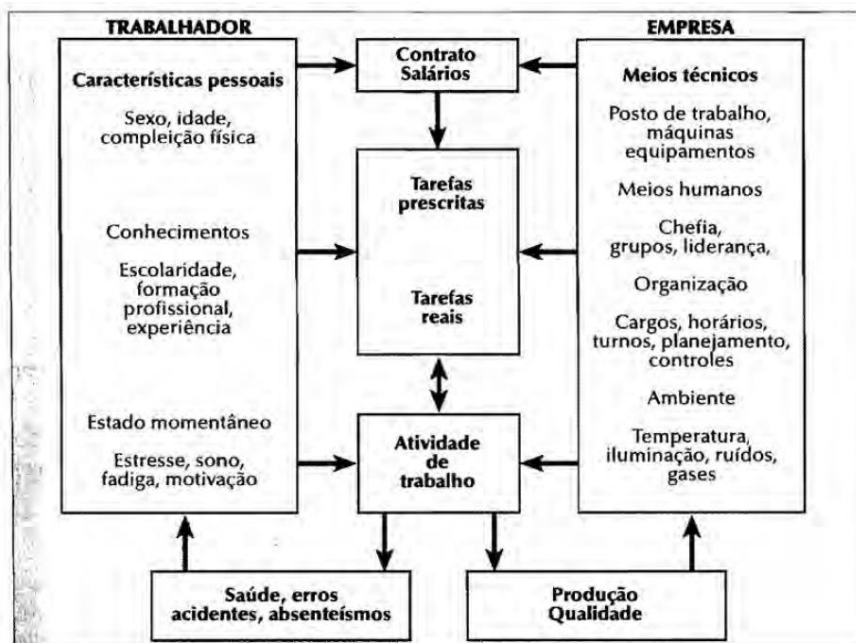 TRABALHADOR
Características pessoais
Sexo, idade,
compleição física
Conhecimentos
Escolaridade,
formação
profissional,
experiência
Estado momentâneo
Estresse, sono,
fadiga, motivação
Contrato
Salários
Tarefas
prescritas
Tarefas
reais
Atividade
de
trabalho
EMPRESA
Meios técnicos
Posto de trabalho,
máquinas
equipamentos
Meios humanos
Chefia,
grupos, liderança,
Organização
Cargos, horários,
turnos, planejamento,
controles
Ambiente
Temperatura,
iluminação, ruídos,
gases
Saúde, erros
acidentes, absenteísmos
Produção
Qualidade